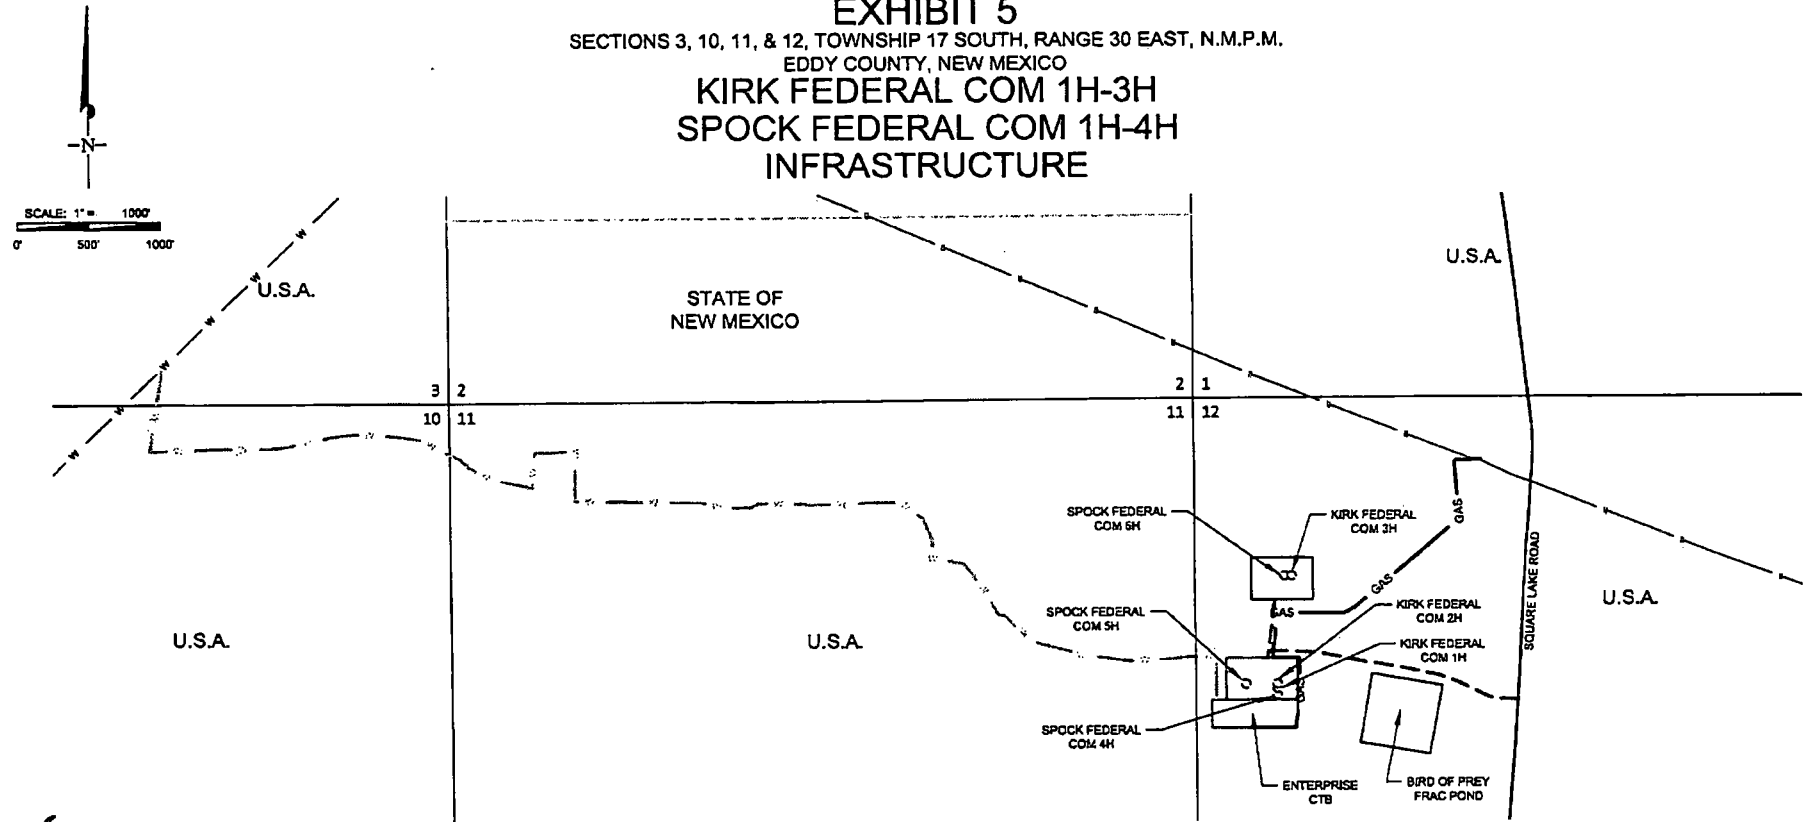 EXHIBIT 5
SECTIONS 3, 10, 11, & 12, TOWNSHIP 17 SOUTH, RANGE 30 EAST, N.M.P.M.
EDDY COUNTY, NEW MEXICO
KIRK FEDERAL COM 1H-3H
SPOCK FEDERAL COM 1H-4H
INFRASTRUCTURE
N
SCALE: 1" = 1000'
0' 500' 1000'
U.S.A.
STATE OF
NEW MEXICO
U.S.A.
3 2
10 11
2 1
11 12
W
W
W
W
W
W
SPOCK FEDERAL
COM 6H
KIRK FEDERAL
COM 3H
GAS
GAS
GAS
SQUARE LAKE ROAD
U.S.A.
U.S.A.
U.S.A.
SPOCK FEDERAL
COM 5H
KIRK FEDERAL
COM 2H
KIRK FEDERAL
COM 1H
SPOCK FEDERAL
COM 4H
ENTERPRISE
CTB
BIRD OF PREY
FRAC POND